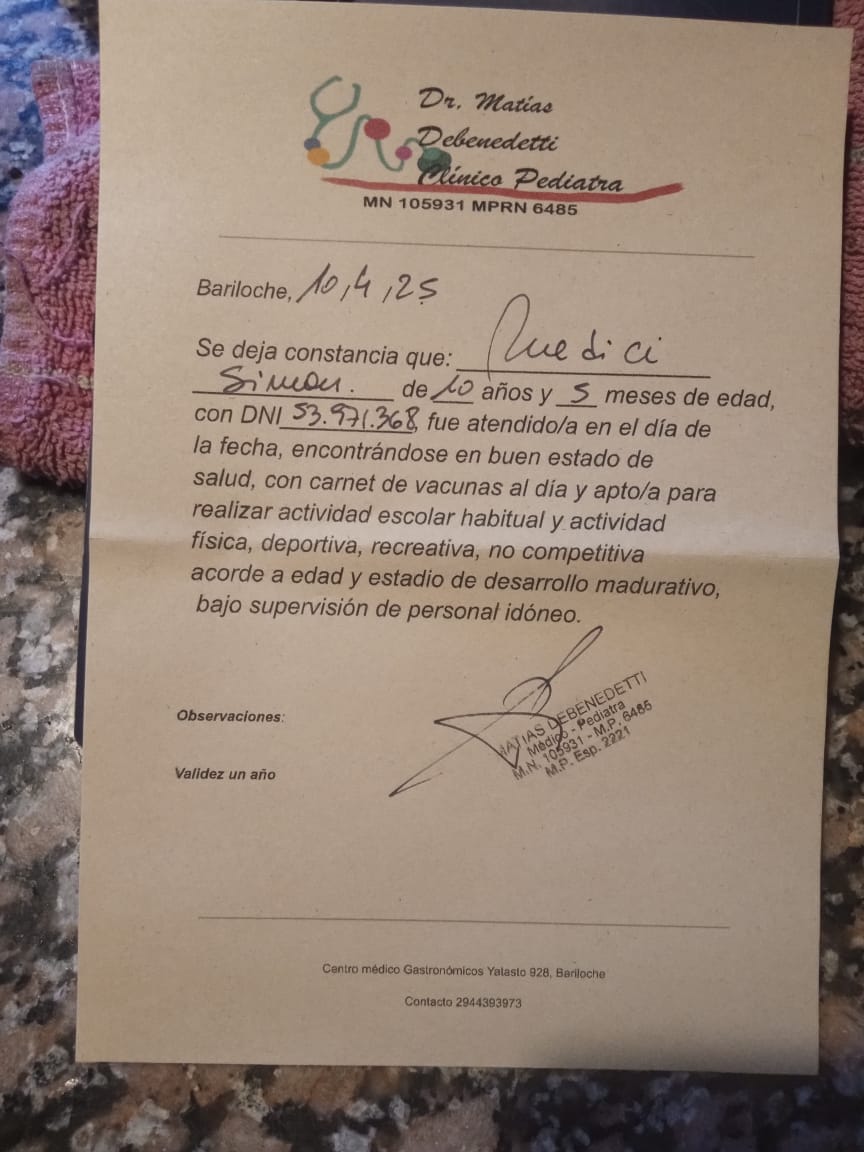 Dr. Matías
Debenedetti
Clínico Pediatra
MN 105931 MPRN 6485
Bariloche, 10, 4, 25
Se deja constancia que: Medici
Simon. de 10 años y 5 meses de edad,
con DNI 53.971.368, fue atendido/a en el día de
la fecha, encontrándose en buen estado de
salud, con carnet de vacunas al día y apto/a para
realizar actividad escolar habitual y actividad
física, deportiva, recreativa, no competitiva
acorde a edad y estadio de desarrollo madurativo,
bajo supervisión de personal idóneo.
MATIAS DEBENEDETTI
Médico - Pediatra
M.N. 105931 - M.P. 6485
M.P. Esp. 2221
Observaciones:
Validez un año
Centro médico Gastronómicos Yatasto 928, Bariloche
Contacto 2944393973